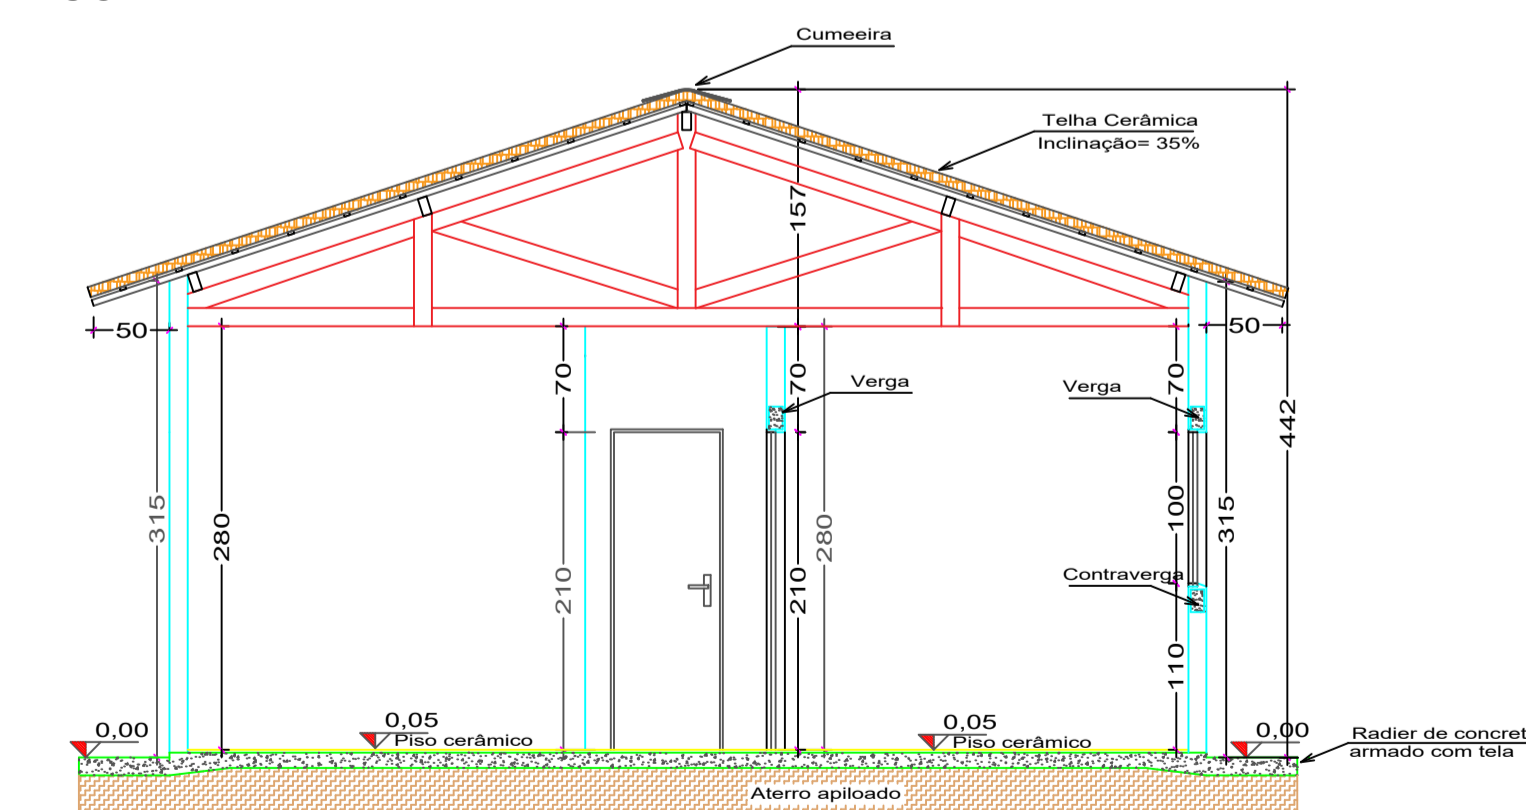 Cumeeira
Telha Cerâmica
Inclinação= 35%
157
50
50
70
70
70
Verga
Verga
442
315
280
210
210
280
100
315
Contraverga
110
0,00
0,05
Piso cerâmico
0,05
Piso cerâmico
0,00
Radier de concret
armado com tela
Aterro apiloado